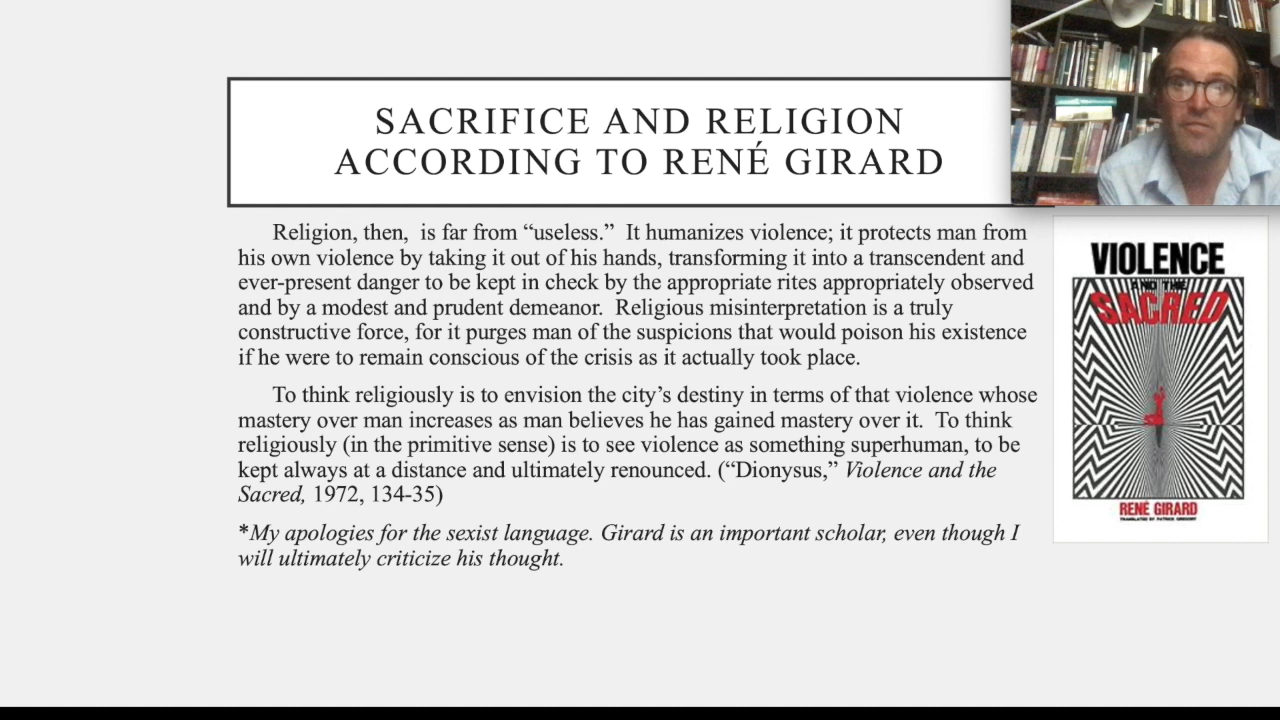 SACRIFICE AND RELIGION
ACCORDING TO RENÉ GIRARD
Religion, then,  is far from “useless.”  It humanizes violence; it protects man from
his own violence by taking it out of his hands, transforming it into a transcendent and
ever-present danger to be kept in check by the appropriate rites appropriately observed
and by a modest and prudent demeanor.  Religious misinterpretation is a truly
constructive force, for it purges man of the suspicions that would poison his existence
if he were to remain conscious of the crisis as it actually took place.
To think religiously is to envision the city’s destiny in terms of that violence whose
mastery over man increases as man believes he has gained mastery over it.  To think
religiously (in the primitive sense) is to see violence as something superhuman, to be
kept always at a distance and ultimately renounced. (“Dionysus,” Violence and the
Sacred, 1972, 134-35)
*My apologies for the sexist language. Girard is an important scholar, even though I
will ultimately criticize his thought.
VIOLENCE
AND THE
SACRED
RENÉ GIRARD
TRANSLATED BY PATRICK GREGORY